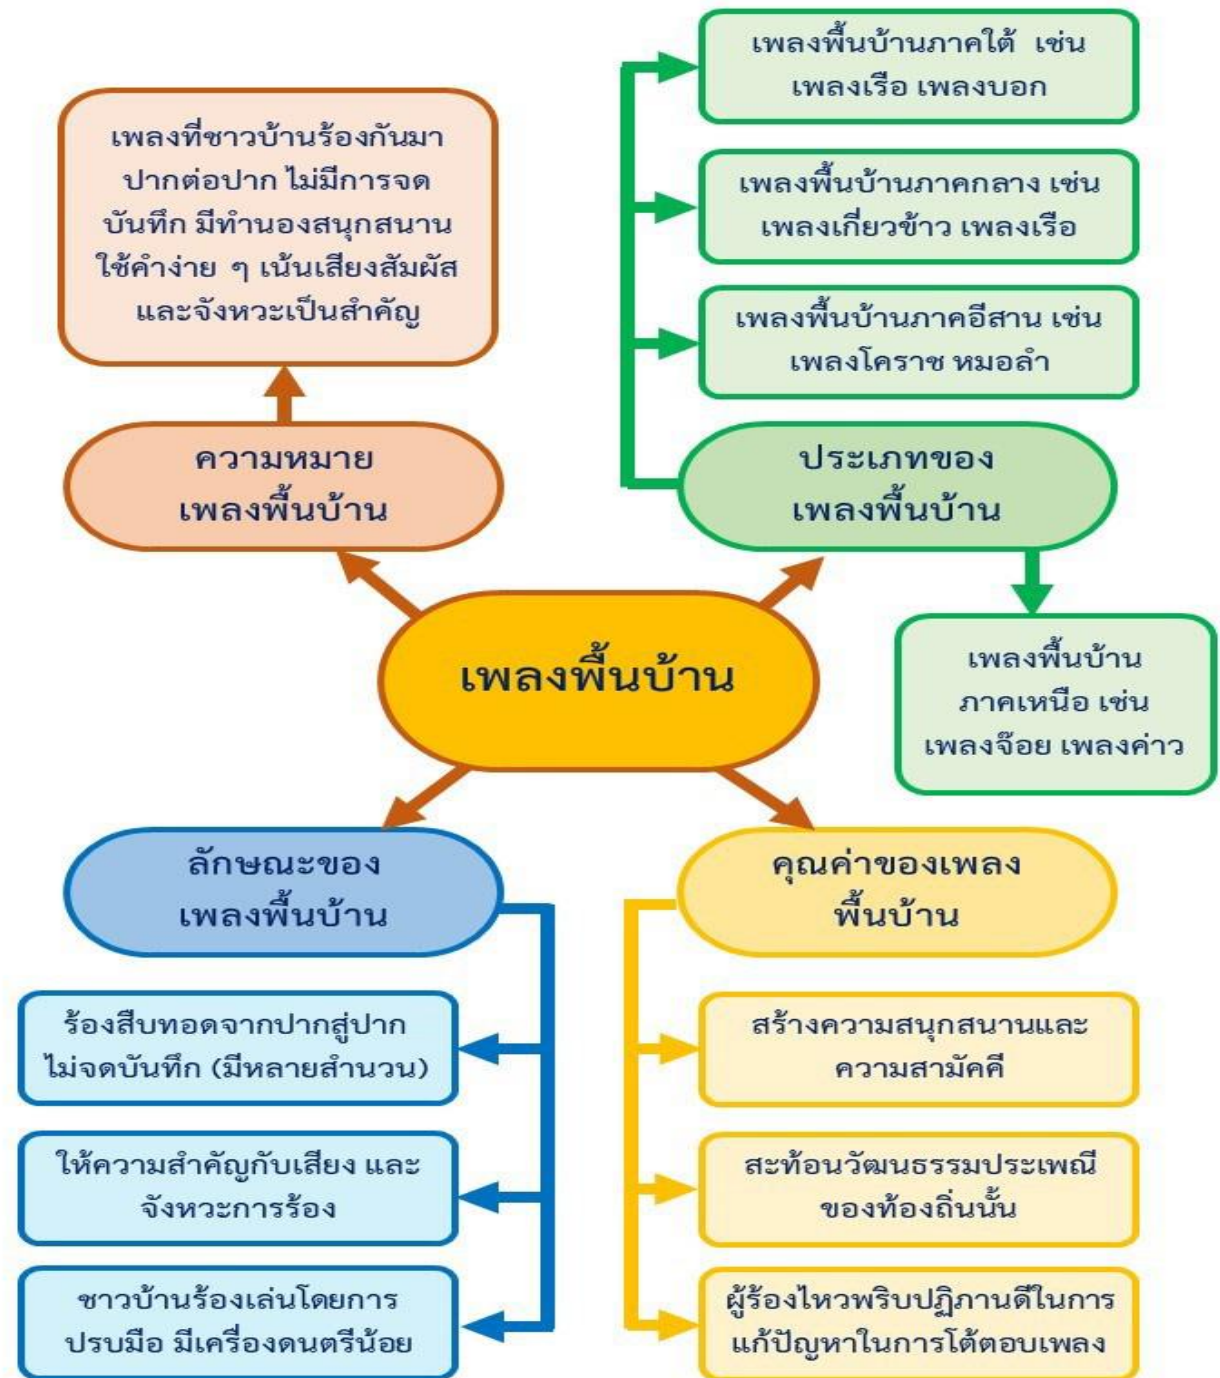 เพลงพื้นบ้านภาคใต้ เช่น
เพลงเรือ เพลงบอก
เพลงที่ชาวบ้านร้องกันมา
ปากต่อปาก ไม่มีการจด
บันทึก มีทำนองสนุกสนาน
ใช้คำง่าย ๆ เน้นเสียงสัมผัส
และจังหวะเป็นสำคัญ
เพลงพื้นบ้านภาคกลาง เช่น
เพลงเกี่ยวข้าว เพลงเรือ
เพลงพื้นบ้านภาคอีสาน เช่น
เพลงโคราช หมอลำ
ความหมาย
เพลงพื้นบ้าน
ประเภทของ
เพลงพื้นบ้าน
เพลงพื้นบ้าน
เพลงพื้นบ้าน
ภาคเหนือ เช่น
เพลงจ๊อย เพลงค่าว
ลักษณะของ
เพลงพื้นบ้าน
คุณค่าของเพลง
พื้นบ้าน
ร้องสืบทอดจากปากสู่ปาก
ไม่จดบันทึก (มีหลายสำนวน)
ให้ความสำคัญกับเสียง และ
จังหวะการร้อง
ชาวบ้านร้องเล่นโดยการ
ปรบมือ มีเครื่องดนตรีน้อย
สร้างความสนุกสนานและ
ความสามัคคี
สะท้อนวัฒนธรรมประเพณี
ของท้องถิ่นนั้น
ผู้ร้องไหวพริบปฏิภานดีในการ
แก้ปัญหาในการโต้ตอบเพลง